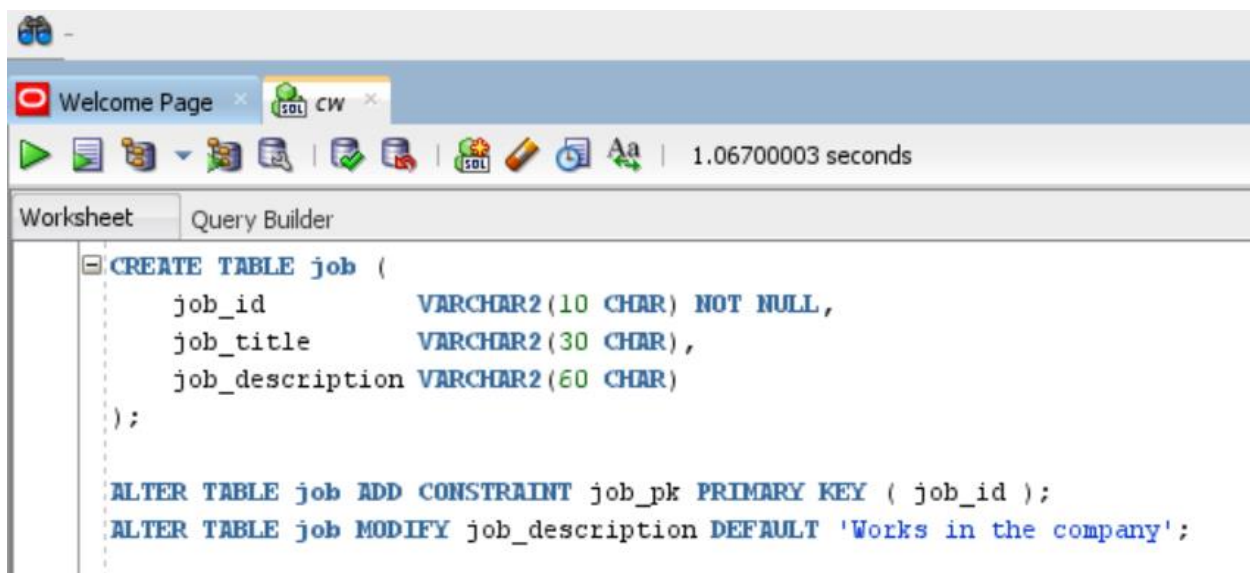 Welcome Page cw
1.06700003 seconds
Worksheet Query Builder
CREATE TABLE job (
job_id VARCHAR2(10 CHAR) NOT NULL,
job_title VARCHAR2(30 CHAR),
job_description VARCHAR2(60 CHAR)
);
ALTER TABLE job ADD CONSTRAINT job_pk PRIMARY KEY ( job_id );
ALTER TABLE job MODIFY job_description DEFAULT 'Works in the company';